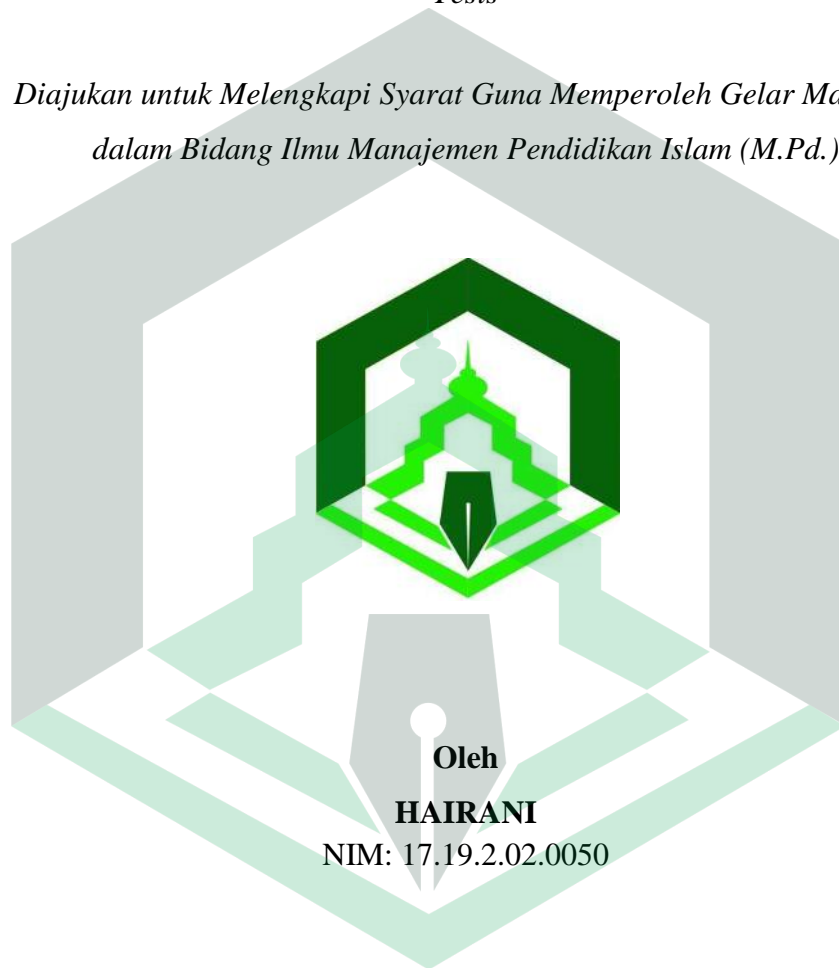 Tesis
Diajukan untuk Melengkapi Syarat Guna Memperoleh Gelar
dalam Bidang Ilmu Manajemen Pendidikan Islam (M.Pd.)
Oleh
HAIRANI
NIM: 17.19.2.02.0050